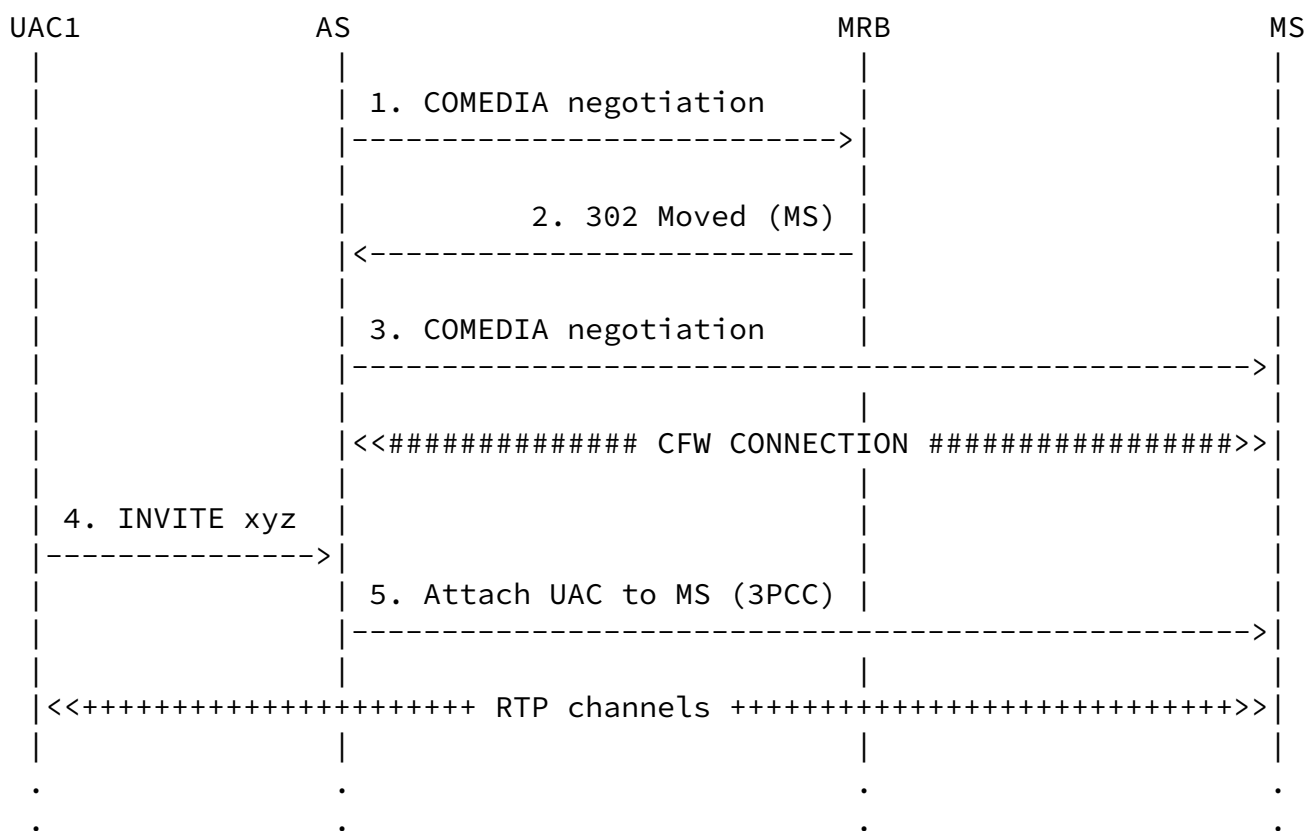 UAC1 AS MRB MS
1. COMEDIA negotiation
2. 302 Moved (MS)
3. COMEDIA negotiation
<<############## CFW CONNECTION #################>>
4. INVITE xyz
5. Attach UAC to MS (3PCC)
<<++++++++++++++++++++++ RTP channels ++++++++++++++++++++++++++++>>